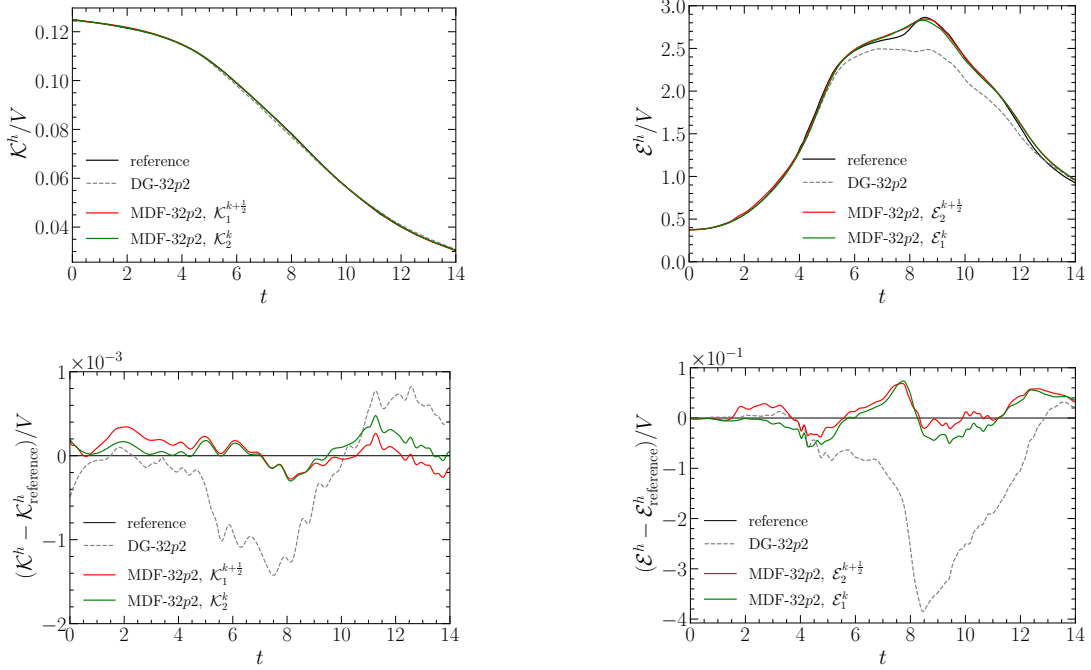 0.12
0.10
0.08
0.06
0.04
𝒦^h/V
reference
DG-32p2
MDF-32p2, 𝒦_1^{k+1/2}
MDF-32p2, 𝒦_2^k
0 2 4 6 8 10 12 14
t
3.0
2.5
2.0
1.5
1.0
0.5
0.0
ℰ^h/V
reference
DG-32p2
MDF-32p2, ℰ_2^{k+1/2}
MDF-32p2, ℰ_1^k
0 2 4 6 8 10 12 14
t
×10^{−3}
1
0
−1
−2
(𝒦^h − 𝒦^h_{reference})/V
reference
DG-32p2
MDF-32p2, 𝒦_1^{k+1/2}
MDF-32p2, 𝒦_2^k
0 2 4 6 8 10 12 14
t
×10^{−1}
1
0
−1
−2
−3
−4
(ℰ^h − ℰ^h_{reference})/V
reference
DG-32p2
MDF-32p2, ℰ_2^{k+1/2}
MDF-32p2, ℰ_1^k
0 2 4 6 8 10 12 14
t